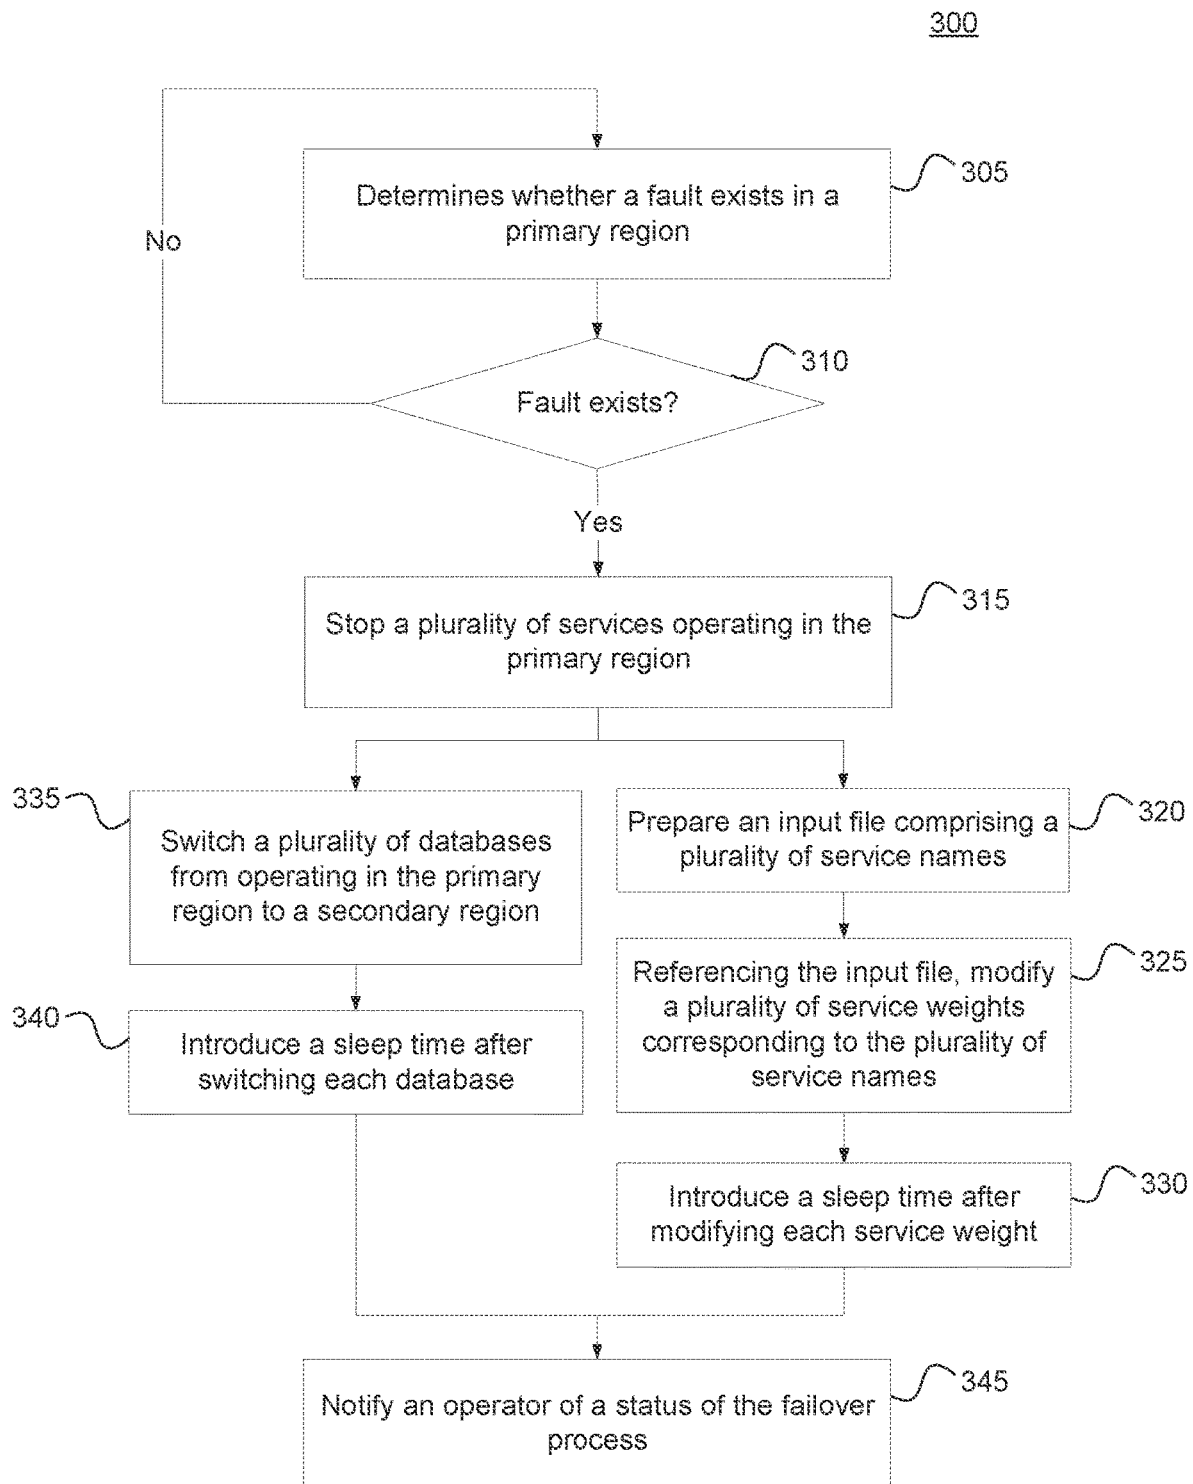 300
305
Determines whether a fault exists in a
primary region
No
310
Fault exists?
Yes
315
Stop a plurality of services operating in the
primary region
335
Switch a plurality of databases
from operating in the primary
region to a secondary region
320
Prepare an input file comprising a
plurality of service names
325
Referencing the input file, modify
a plurality of service weights
corresponding to the plurality of
service names
340
Introduce a sleep time after
switching each database
330
Introduce a sleep time after
modifying each service weight
345
Notify an operator of a status of the failover
process